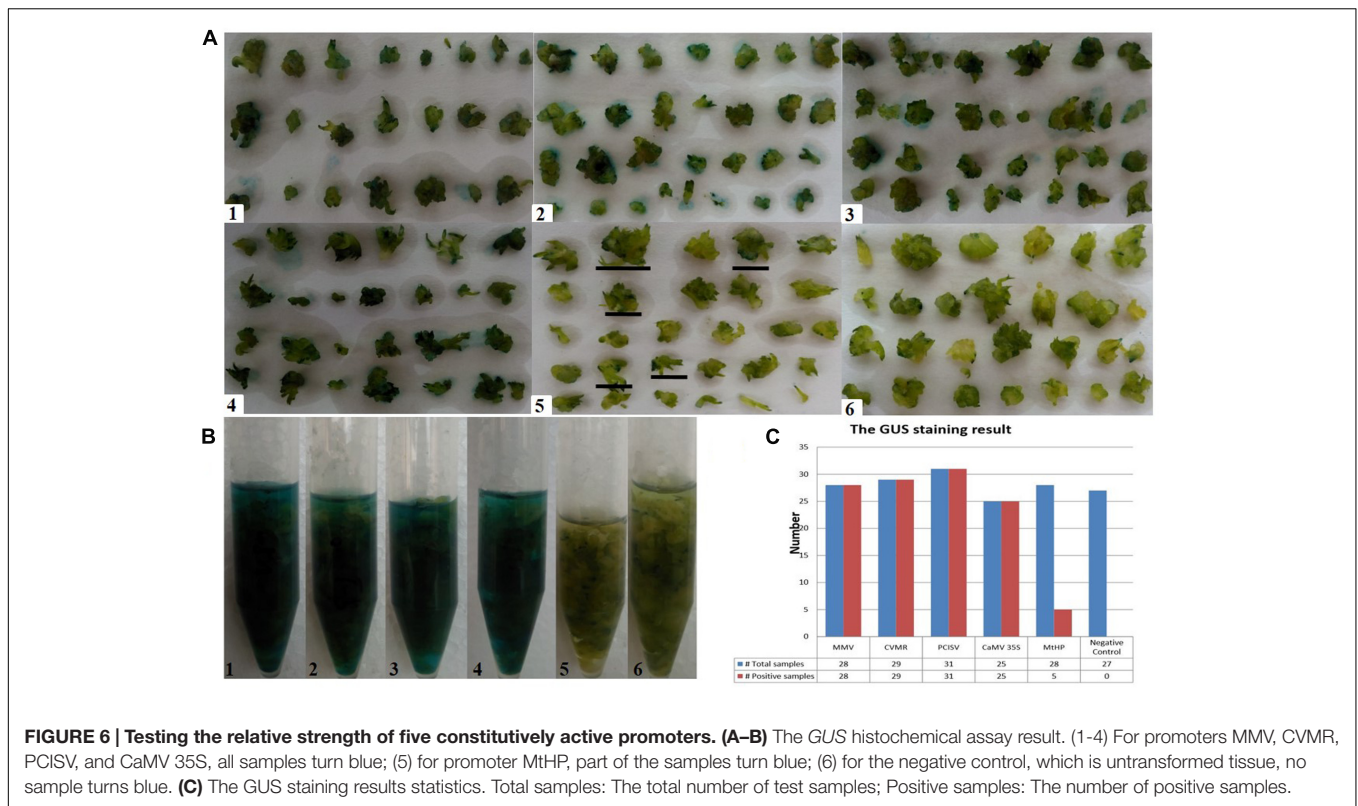 A
1
2
3
4
5
6
B
1
2
3
4
5
6
C
The GUS staining result
35
30
25
20
15
10
5
0
Number
MMV CVMR PCISV CaMV 35S MtHP Negative Control
# Total samples 28 29 31 25 28 27
# Positive samples 28 29 31 25 5 0
FIGURE 6 | Testing the relative strength of five constitutively active promoters. (A–B) The GUS histochemical assay result. (1-4) For promoters MMV, CVMR,
PCISV, and CaMV 35S, all samples turn blue; (5) for promoter MtHP, part of the samples turn blue; (6) for the negative control, which is untransformed tissue, no
sample turns blue. (C) The GUS staining results statistics. Total samples: The total number of test samples; Positive samples: The number of positive samples.